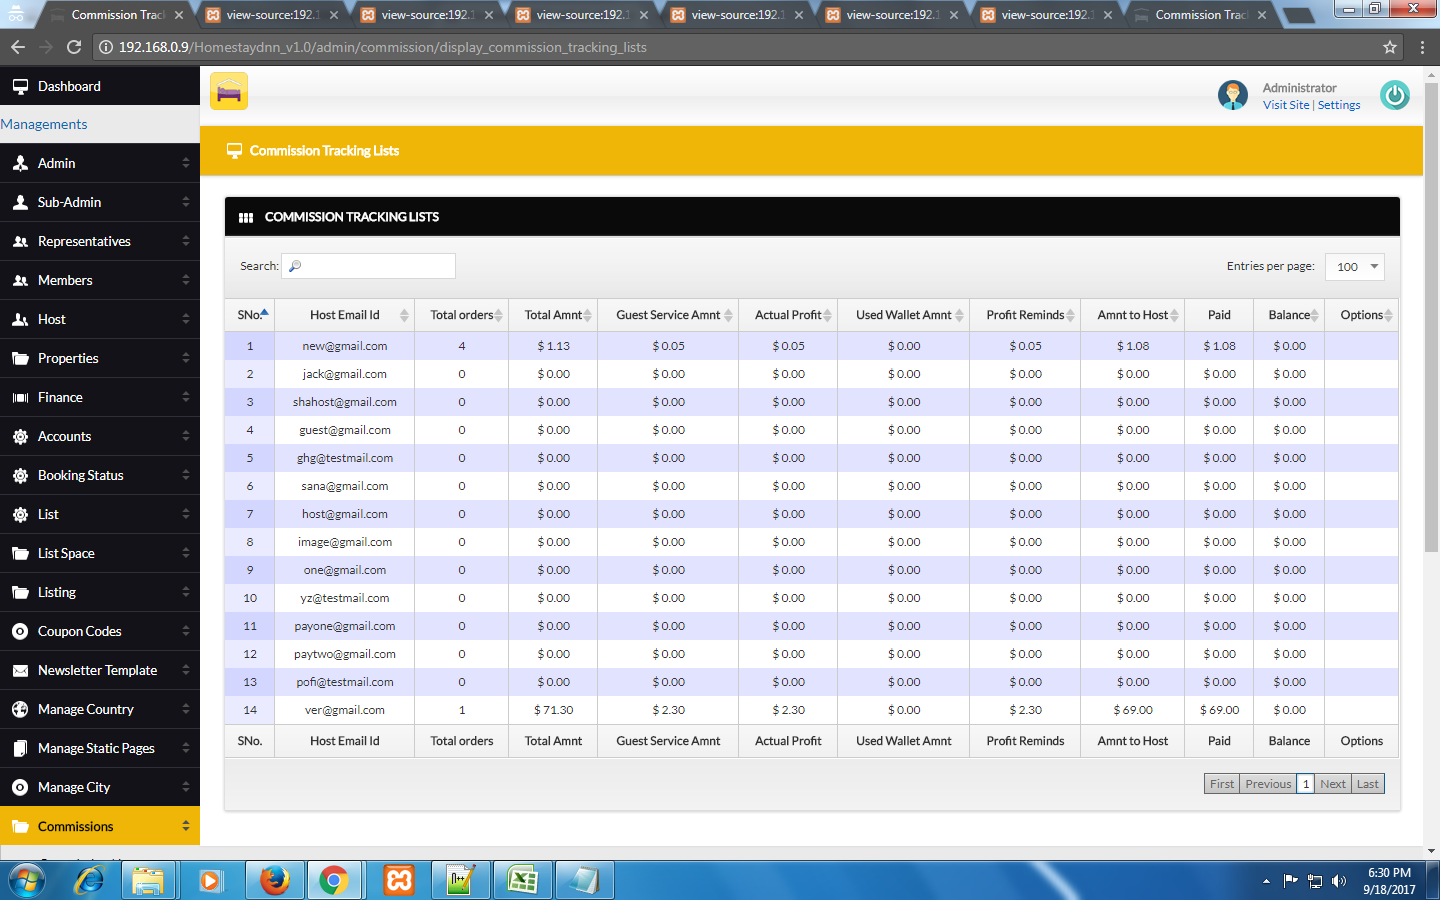 Commission Trac
view-source:192.1
view-source:192.1
view-source:192.1
view-source:192.1
view-source:192.1
view-source:192.1
Commission Trac
192.168.0.9/Homestaydnn_v1.0/admin/commission/display_commission_tracking_lists
Dashboard
Managements
Admin
Sub-Admin
Representatives
Members
Host
Properties
Finance
Accounts
Booking Status
List
List Space
Listing
Coupon Codes
Newsletter Template
Manage Country
Manage Static Pages
Manage City
Commissions
Administrator
Visit Site | Settings
Commission Tracking Lists
COMMISSION TRACKING LISTS
Search:
Entries per page: 100
SNo. Host Email Id Total orders Total Amnt Guest Service Amnt Actual Profit Used Wallet Amnt Profit Reminds Amnt to Host Paid Balance Options
1 new@gmail.com 4 $ 1.13 $ 0.05 $ 0.05 $ 0.00 $ 0.05 $ 1.08 $ 1.08 $ 0.00
2 jack@gmail.com 0 $ 0.00 $ 0.00 $ 0.00 $ 0.00 $ 0.00 $ 0.00 $ 0.00 $ 0.00
3 shahost@gmail.com 0 $ 0.00 $ 0.00 $ 0.00 $ 0.00 $ 0.00 $ 0.00 $ 0.00 $ 0.00
4 guest@gmail.com 0 $ 0.00 $ 0.00 $ 0.00 $ 0.00 $ 0.00 $ 0.00 $ 0.00 $ 0.00
5 ghg@testmail.com 0 $ 0.00 $ 0.00 $ 0.00 $ 0.00 $ 0.00 $ 0.00 $ 0.00 $ 0.00
6 sana@gmail.com 0 $ 0.00 $ 0.00 $ 0.00 $ 0.00 $ 0.00 $ 0.00 $ 0.00 $ 0.00
7 host@gmail.com 0 $ 0.00 $ 0.00 $ 0.00 $ 0.00 $ 0.00 $ 0.00 $ 0.00 $ 0.00
8 image@gmail.com 0 $ 0.00 $ 0.00 $ 0.00 $ 0.00 $ 0.00 $ 0.00 $ 0.00 $ 0.00
9 one@gmail.com 0 $ 0.00 $ 0.00 $ 0.00 $ 0.00 $ 0.00 $ 0.00 $ 0.00 $ 0.00
10 yz@testmail.com 0 $ 0.00 $ 0.00 $ 0.00 $ 0.00 $ 0.00 $ 0.00 $ 0.00 $ 0.00
11 payone@gmail.com 0 $ 0.00 $ 0.00 $ 0.00 $ 0.00 $ 0.00 $ 0.00 $ 0.00 $ 0.00
12 paytwo@gmail.com 0 $ 0.00 $ 0.00 $ 0.00 $ 0.00 $ 0.00 $ 0.00 $ 0.00 $ 0.00
13 pofi@testmail.com 0 $ 0.00 $ 0.00 $ 0.00 $ 0.00 $ 0.00 $ 0.00 $ 0.00 $ 0.00
14 ver@gmail.com 1 $ 71.30 $ 2.30 $ 2.30 $ 0.00 $ 2.30 $ 69.00 $ 69.00 $ 0.00
SNo. Host Email Id Total orders Total Amnt Guest Service Amnt Actual Profit Used Wallet Amnt Profit Reminds Amnt to Host Paid Balance Options
First Previous 1 Next Last
6:30 PM
9/18/2017